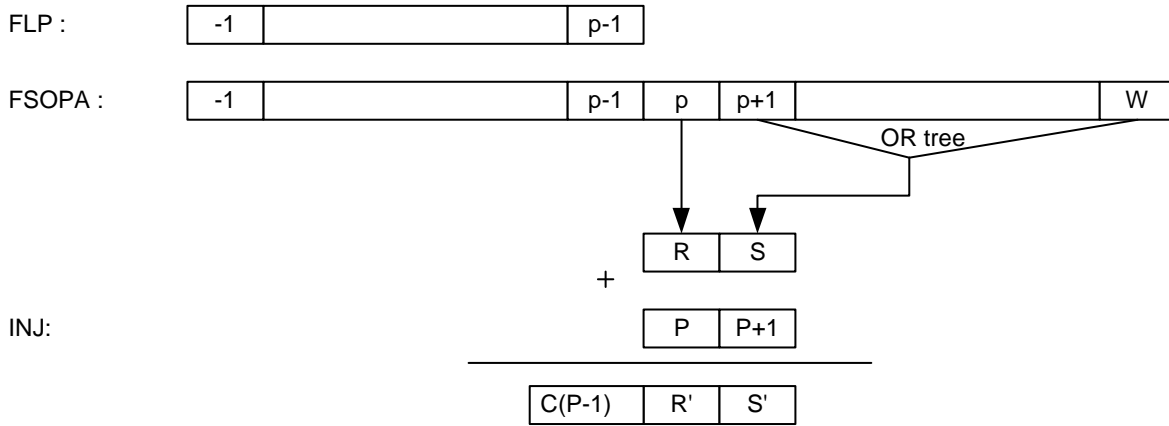 FLP : -1 p-1
FSOPA : -1 p-1 p p+1 W
OR tree
R S
+
INJ: P P+1
C(P-1) R' S'